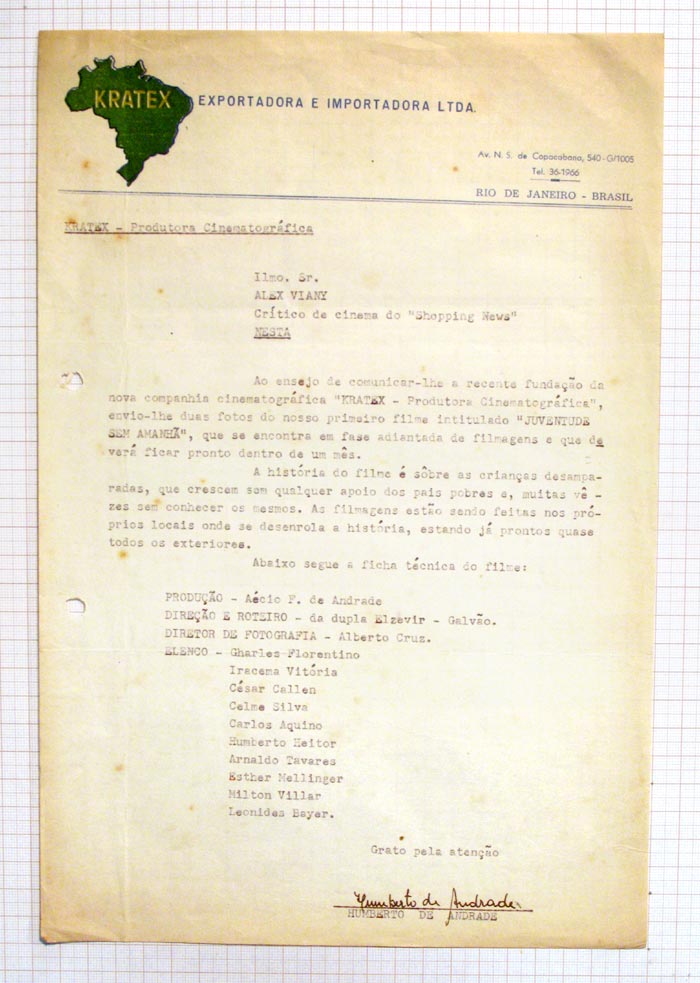 KRATEX EXPORTADORA E IMPORTADORA LTDA.
Av. N. S. de Copacabana, 540-G/1005
Tel. 36-1966
RIO DE JANEIRO - BRASIL
KRATEX - Produtora Cinematográfica
Ilmo. Sr.
ALEX VIANY
Crítico de cinema do "Shopping News"
NESTA
Ao ensejo de comunicar-lhe a recente fundação da
nova companhia cinematográfica "KRATEX - Produtora Cinematográfica",
envio-lhe duas fotos do nosso primeiro filme intitulado "JUVENTUDE
SEM AMANHÃ", que se encontra em fase adiantada de filmagens e que de
verá ficar pronto dentro de um mês.
A história do filme é sôbre as crianças desampa-
radas, que crescem sem qualquer apoio dos pais pobres e, muitas vê -
zes sem conhecer os mesmos. As filmagens estão sendo feitas nos pró-
prios locais onde se desenrola a história, estando já prontos quase
todos os exteriores.
Abaixo segue a ficha técnica do filme:
PRODUÇÃO - Aécio F. de Andrade
DIREÇÃO E ROTEIRO - da dupla Elzevir - Galvão.
DIRETOR DE FOTOGRAFIA - Alberto Cruz.
ELENCO - Gharles Florentino
Iracema Vitória
César Callen
Celme Silva
Carlos Aquino
Humberto Heitor
Arnaldo Tavares
Esther Mellinger
Milton Villar
Leonides Bayer.
Grato pela atenção
Humberto de Andrade
HUMBERTO DE ANDRADE